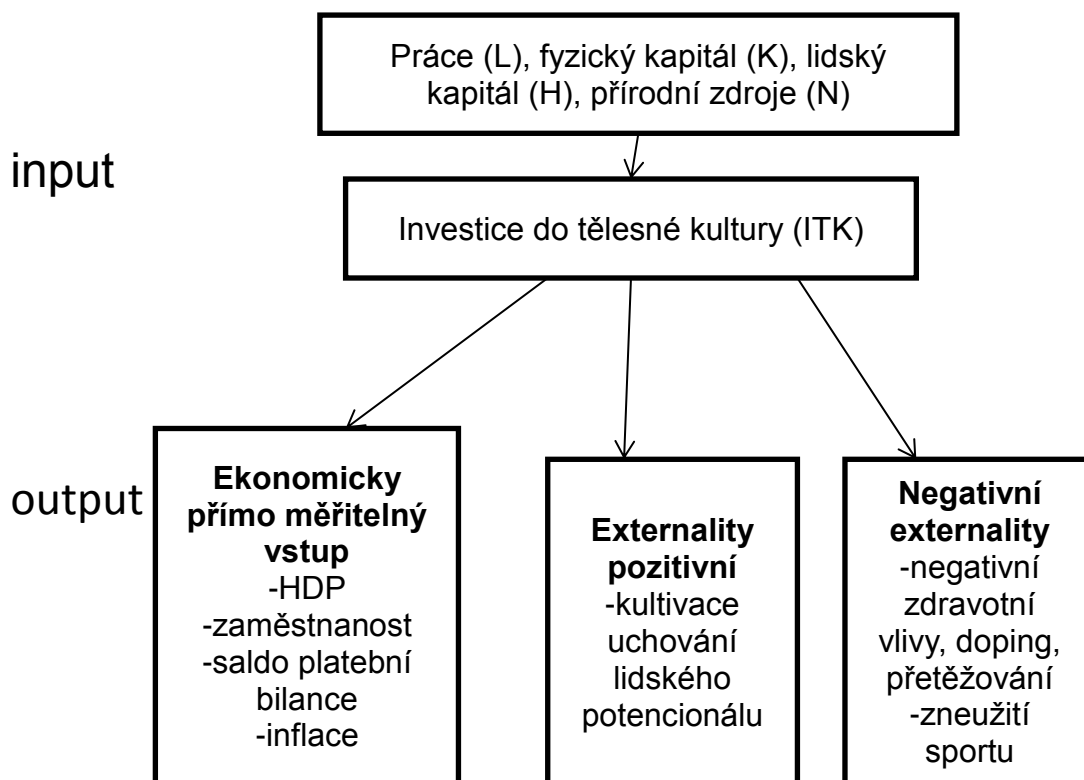 Práce (L), fyzický kapitál (K), lidský
kapitál (H), přírodní zdroje (N)
input
Investice do tělesné kultury (ITK)
output
Ekonomicky
přímo měřitelný
vstup
-HDP
-zaměstnanost
-saldo platební
bilance
-inflace
Externality
pozitivní
-kultivace
uchování
lidského
potencionálu
Negativní
externality
-negativní
zdravotní
vlivy, doping,
přetěžování
-zneužití
sportu